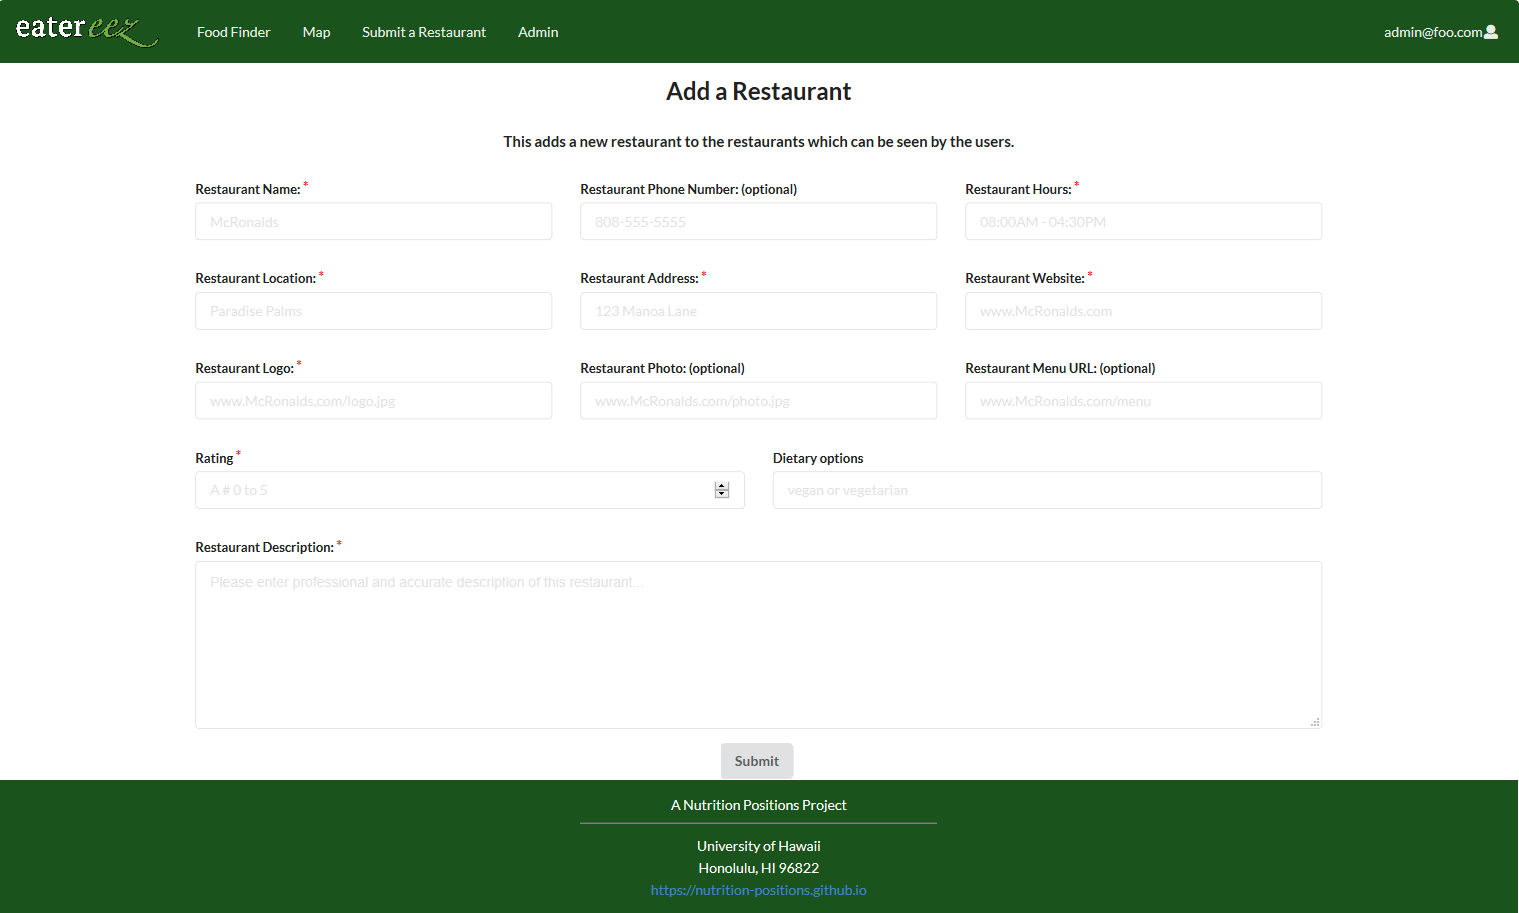 eatereez Food Finder Map Submit a Restaurant Admin admin@foo.com
Add a Restaurant
This adds a new restaurant to the restaurants which can be seen by the users.
Restaurant Name: * Restaurant Phone Number: (optional) Restaurant Hours: *
McRonalds 808-555-5555 08:00AM - 04:30PM
Restaurant Location: * Restaurant Address: * Restaurant Website: *
Paradise Palms 123 Manoa Lane www.McRonalds.com
Restaurant Logo: * Restaurant Photo: (optional) Restaurant Menu URL: (optional)
www.McRonalds.com/logo.jpg www.McRonalds.com/photo.jpg www.McRonalds.com/menu
Rating * Dietary options
A # 0 to 5 vegan or vegetarian
Restaurant Description: *
Please enter professional and accurate description of this restaurant...
Submit
A Nutrition Positions Project
University of Hawaii
Honolulu, HI 96822
https://nutrition-positions.github.io